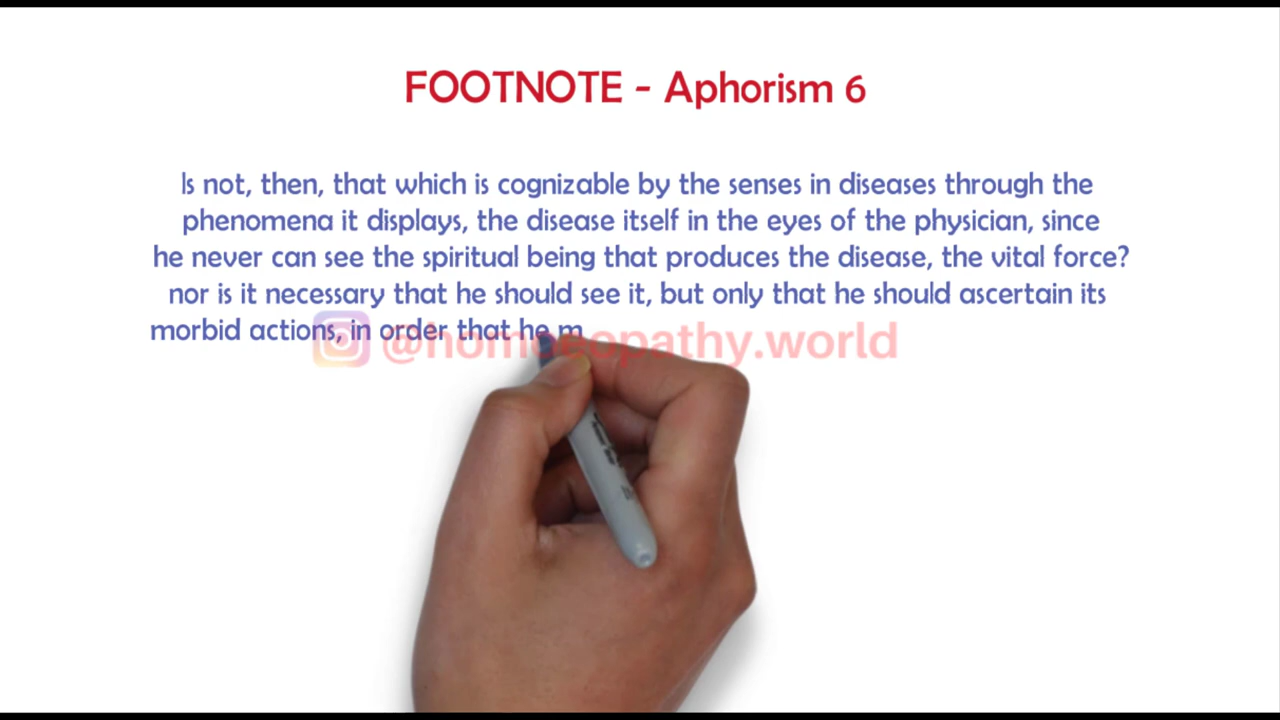 FOOTNOTE - Aphorism 6
Is not, then, that which is cognizable by the senses in diseases through the
phenomena it displays, the disease itself in the eyes of the physician, since
he never can see the spiritual being that produces the disease, the vital force?
nor is it necessary that he should see it, but only that he should ascertain its
morbid actions, in order that he m
@homoeopathy.world